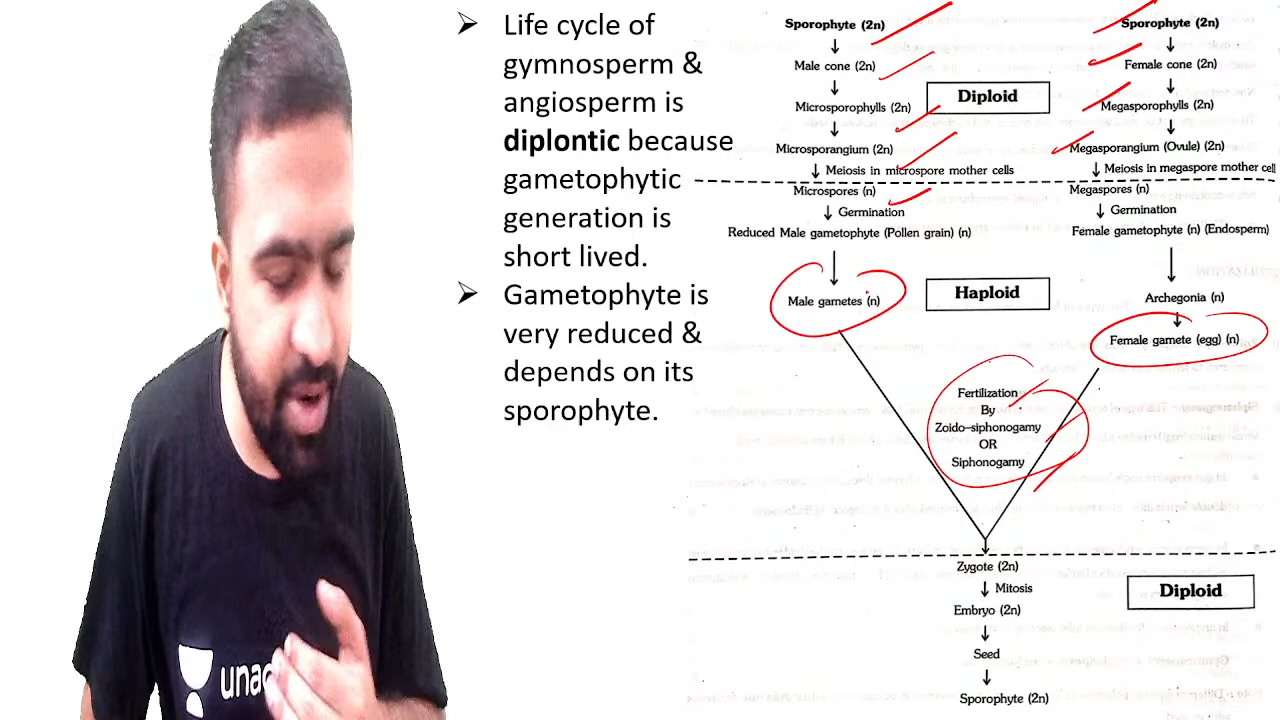 ➢ Life cycle of
gymnosperm &
angiosperm is
diplontic because
gametophytic
generation is
short lived.
➢ Gametophyte is
very reduced &
depends on its
sporophyte.
Sporophyte (2n)
↓
Male cone (2n)
↓
Microsporophylls (2n)
↓
Microsporangium (2n)
↓ Meiosis in microspore mother cells
Microspores (n)
↓ Germination
Reduced Male gametophyte (Pollen grain) (n)
↓
Male gametes (n)
Sporophyte (2n)
↓
Female cone (2n)
↓
Megasporophylls (2n)
↓
Megasporangium (Ovule) (2n)
↓ Meiosis in megaspore mother cell
Megaspores (n)
↓ Germination
Female gametophyte (n) (Endosperm)
↓
Archegonia (n)
↓
Female gamete (egg) (n)
Diploid
Haploid
Fertilization
By
Zoido-siphonogamy
OR
Siphonogamy
Zygote (2n)
↓ Mitosis
Embryo (2n)
↓
Seed
↓
Sporophyte (2n)
Diploid